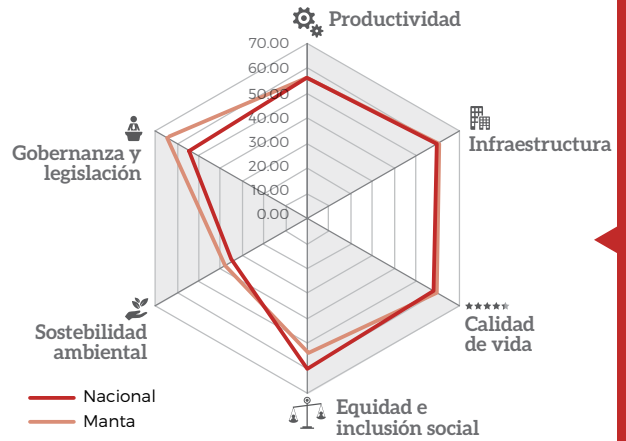 Productividad
70.00
60.00
50.00
40.00
30.00
20.00
10.00
0.00
Gobernanza y
legislación
Infraestructura
Sostebilidad
ambiental
Calidad
de vida
Equidad e
inclusión social
Nacional
Manta